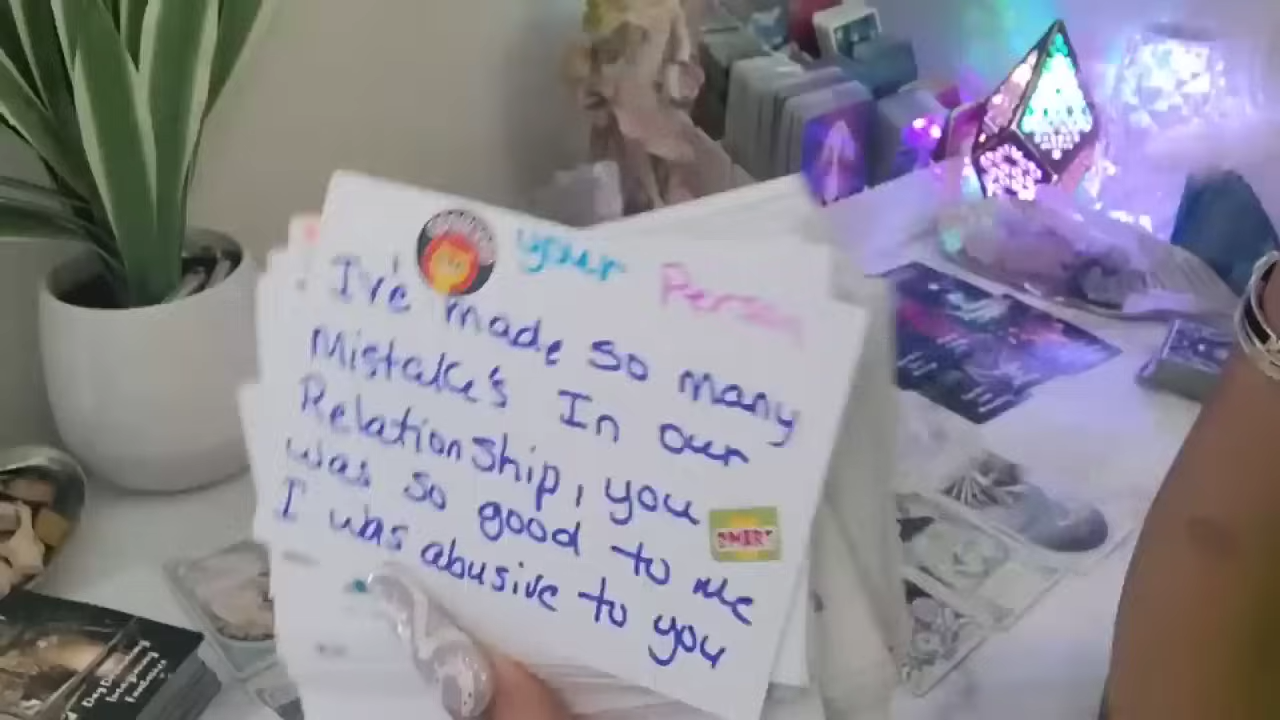 your Person
I've made so many
Mistake's In our
Relationship, you
was so good to me
I was abusive to you